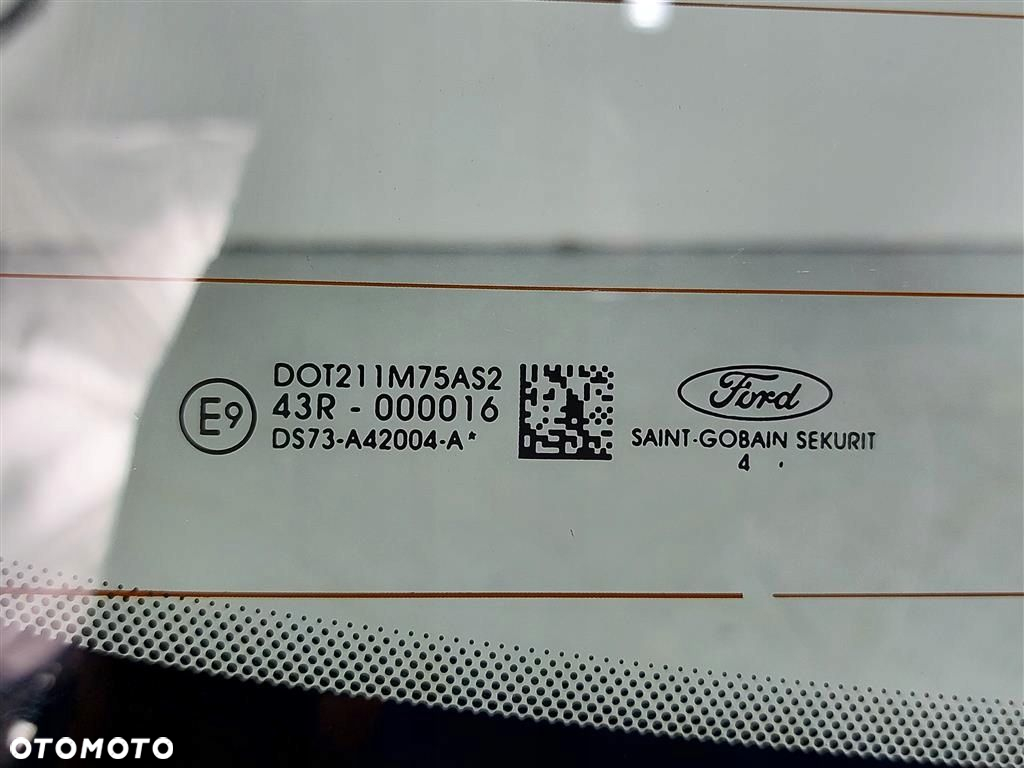 E9
DOT211M75AS2
43R - 000016
DS73-A42004-A*
Ford
SAINT-GOBAIN SEKURIT
4 .
OTOMOTO